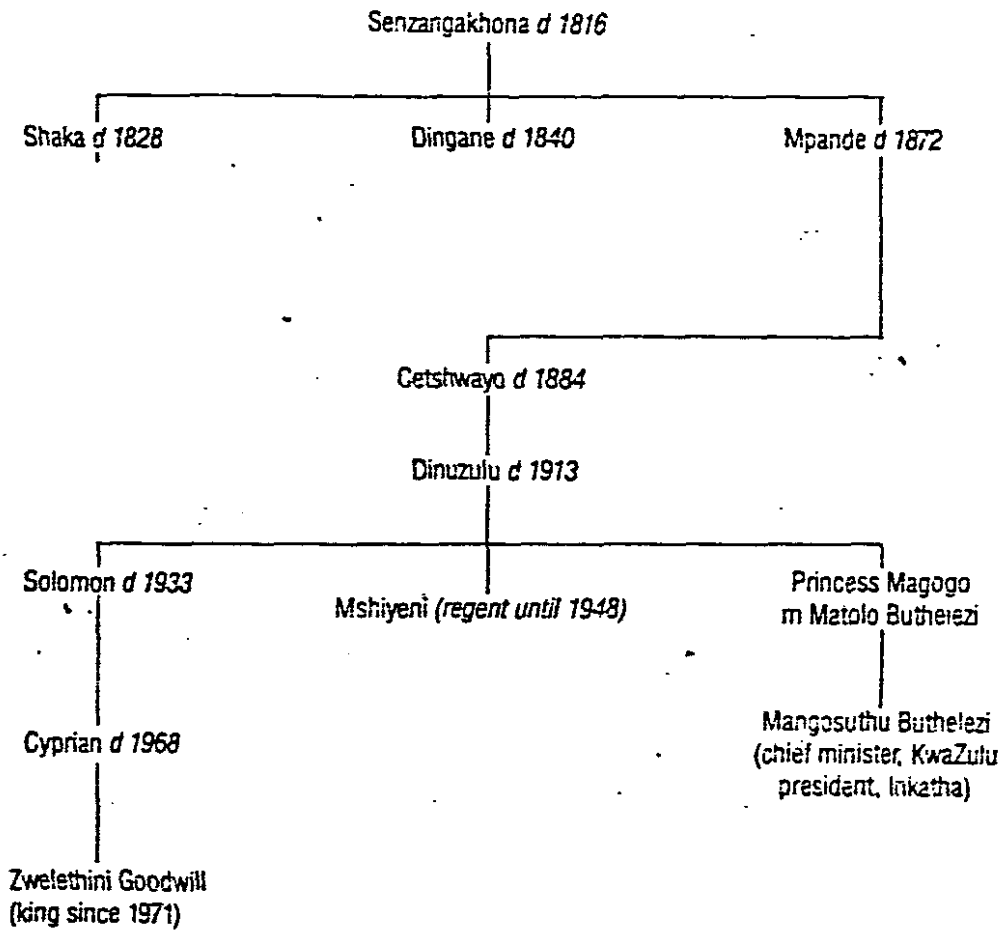 Senzangakhona d 1816
Shaka d 1828
Dingane d 1840
Mpande d 1872
Cetshwayo d 1884
Dinuzulu d 1913
Solomon d 1933
Mshiyeni (regent until 1948)
Princess Magogo
m Matolo Buthelezi
Cyprian d 1968
Mangosuthu Buthelezi
(chief minister, KwaZulu
president, Inkatha)
Zwelethini Goodwill
(king since 1971)